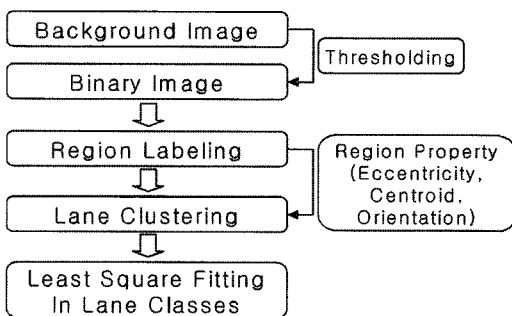 Background Image
Thresholding
Binary Image
Region Labeling
Region Property
(Eccentricity,
Centroid,
Orientation)
Lane Clustering
Least Square Fitting
In Lane Classes